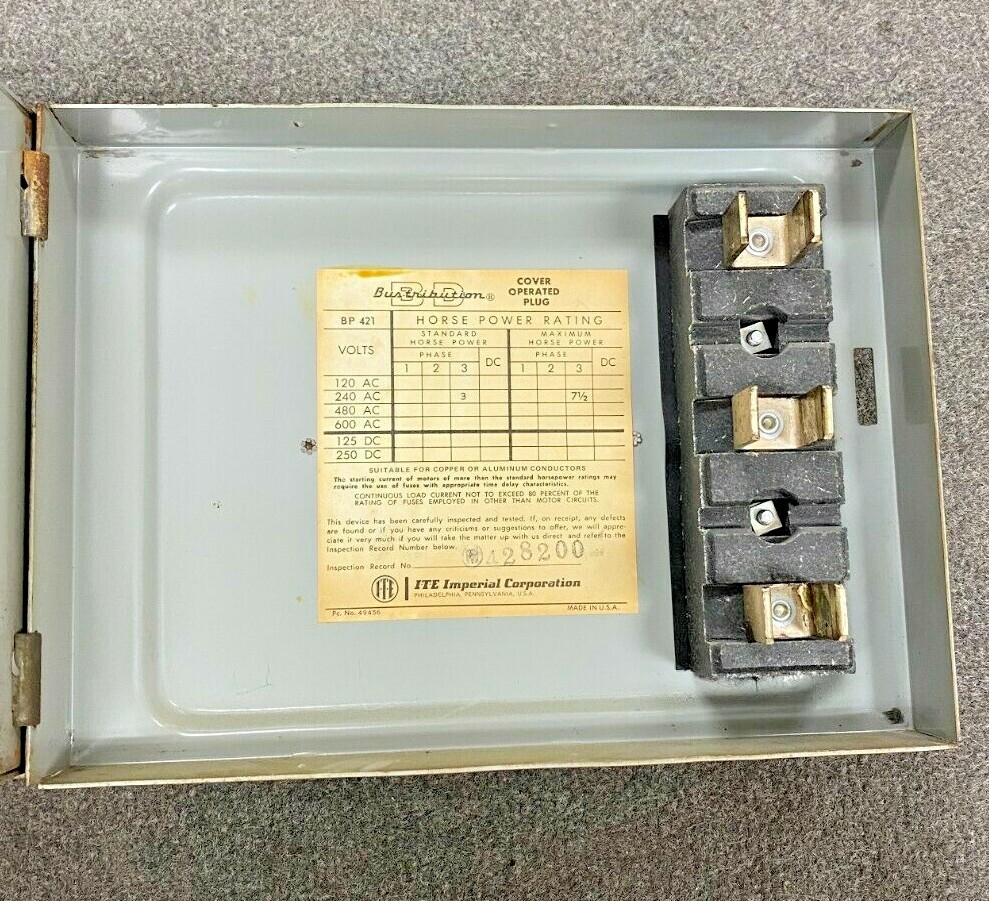 BD
Bustribution®
COVER
OPERATED
PLUG
BP 421
HORSE POWER RATING
VOLTS
STANDARD
HORSE POWER
MAXIMUM
HORSE POWER
PHASE
DC
PHASE
DC
1 2 3
1 2 3
120 AC
240 AC 3 7½
480 AC
600 AC
125 DC
250 DC
SUITABLE FOR COPPER OR ALUMINUM CONDUCTORS
The starting current of motors of more than the standard horsepower ratings may
require the use of fuses with appropriate time delay characteristics.
CONTINUOUS LOAD CURRENT NOT TO EXCEED 80 PERCENT OF THE
RATING OF FUSES EMPLOYED IN OTHER THAN MOTOR CIRCUITS.
This device has been carefully inspected and tested. If, on receipt, any defects
are found or if you have any criticisms or suggestions to offer, we will appre-
ciate it very much if you will take the matter up with us direct and refer to the
Inspection Record Number below.
Inspection Record No. A28200
ITE ITE Imperial Corporation
PHILADELPHIA, PENNSYLVANIA, U.S.A.
Pc. No. 49456 MADE IN U.S.A.